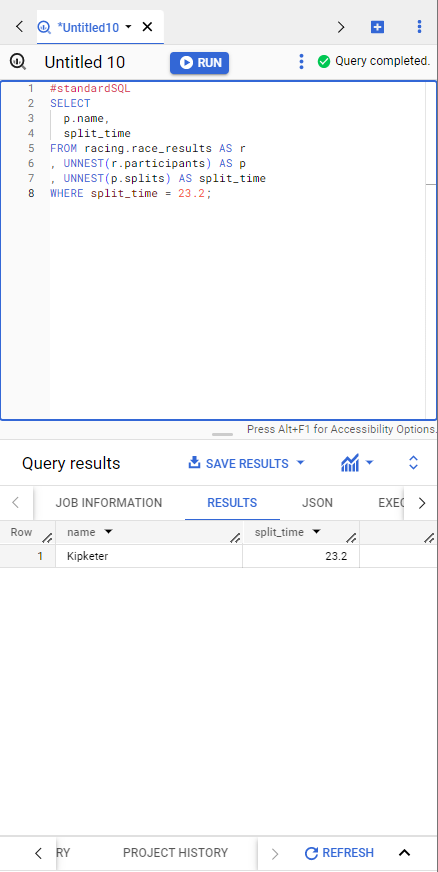 *Untitled10
Untitled 10
RUN
Query completed.
1 #standardSQL
2 SELECT
3 p.name,
4 split_time
5 FROM racing.race_results AS r
6 , UNNEST(r.participants) AS p
7 , UNNEST(p.splits) AS split_time
8 WHERE split_time = 23.2;
Press Alt+F1 for Accessibility Options.
Query results
SAVE RESULTS
JOB INFORMATION RESULTS JSON EXEC
Row name split_time
1 Kipketer 23.2
RY PROJECT HISTORY REFRESH